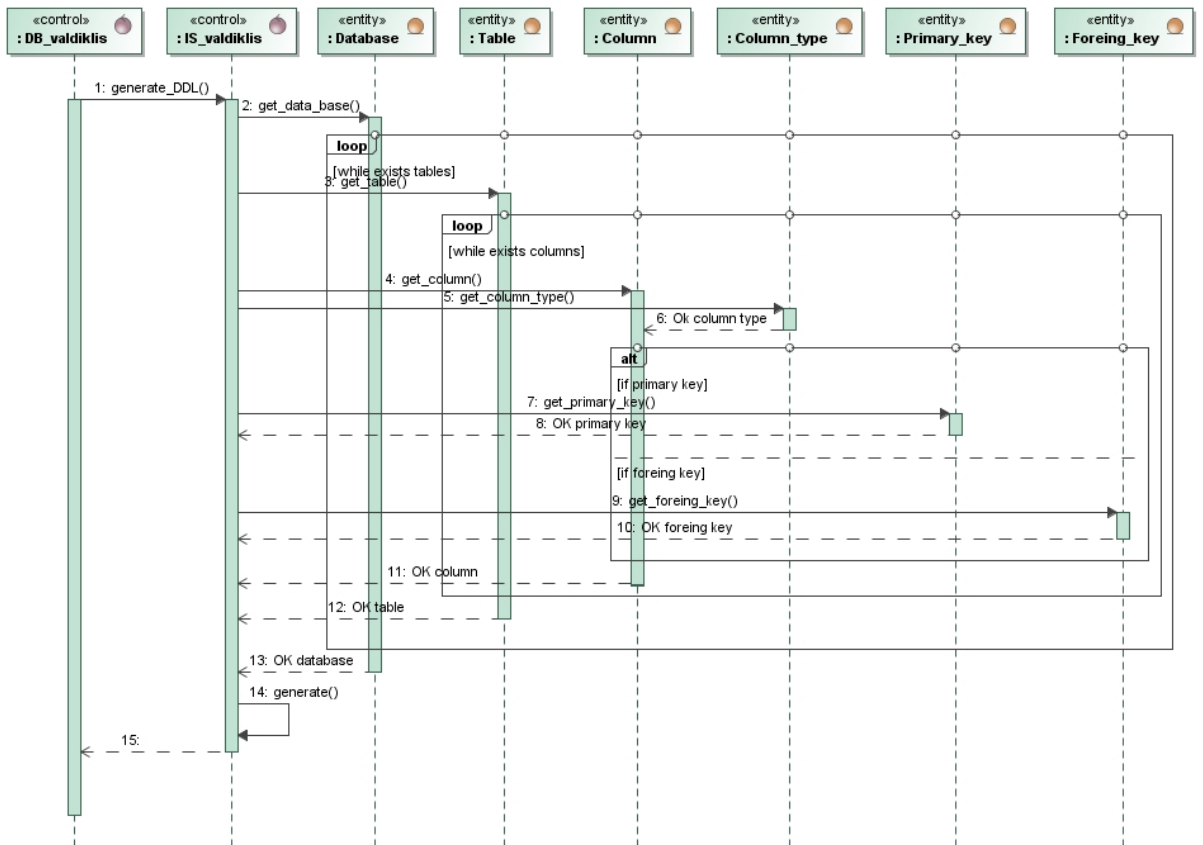 «control»
: DB_valdiklis
«control»
: IS_valdiklis
«entity»
: Database
«entity»
: Table
«entity»
: Column
«entity»
: Column_type
«entity»
: Primary_key
«entity»
: Foreing_key
1: generate_DDL()
2: get_data_base()
loop
[while exists tables]
3: get_table()
loop
[while exists columns]
4: get_column()
5: get_column_type()
6: Ok column type
alt
[if primary key]
7: get_primary_key()
8: OK primary key
[if foreing key]
9: get_foreing_key()
10: OK foreing key
11: OK column
12: OK table
13: OK database
14: generate()
15: